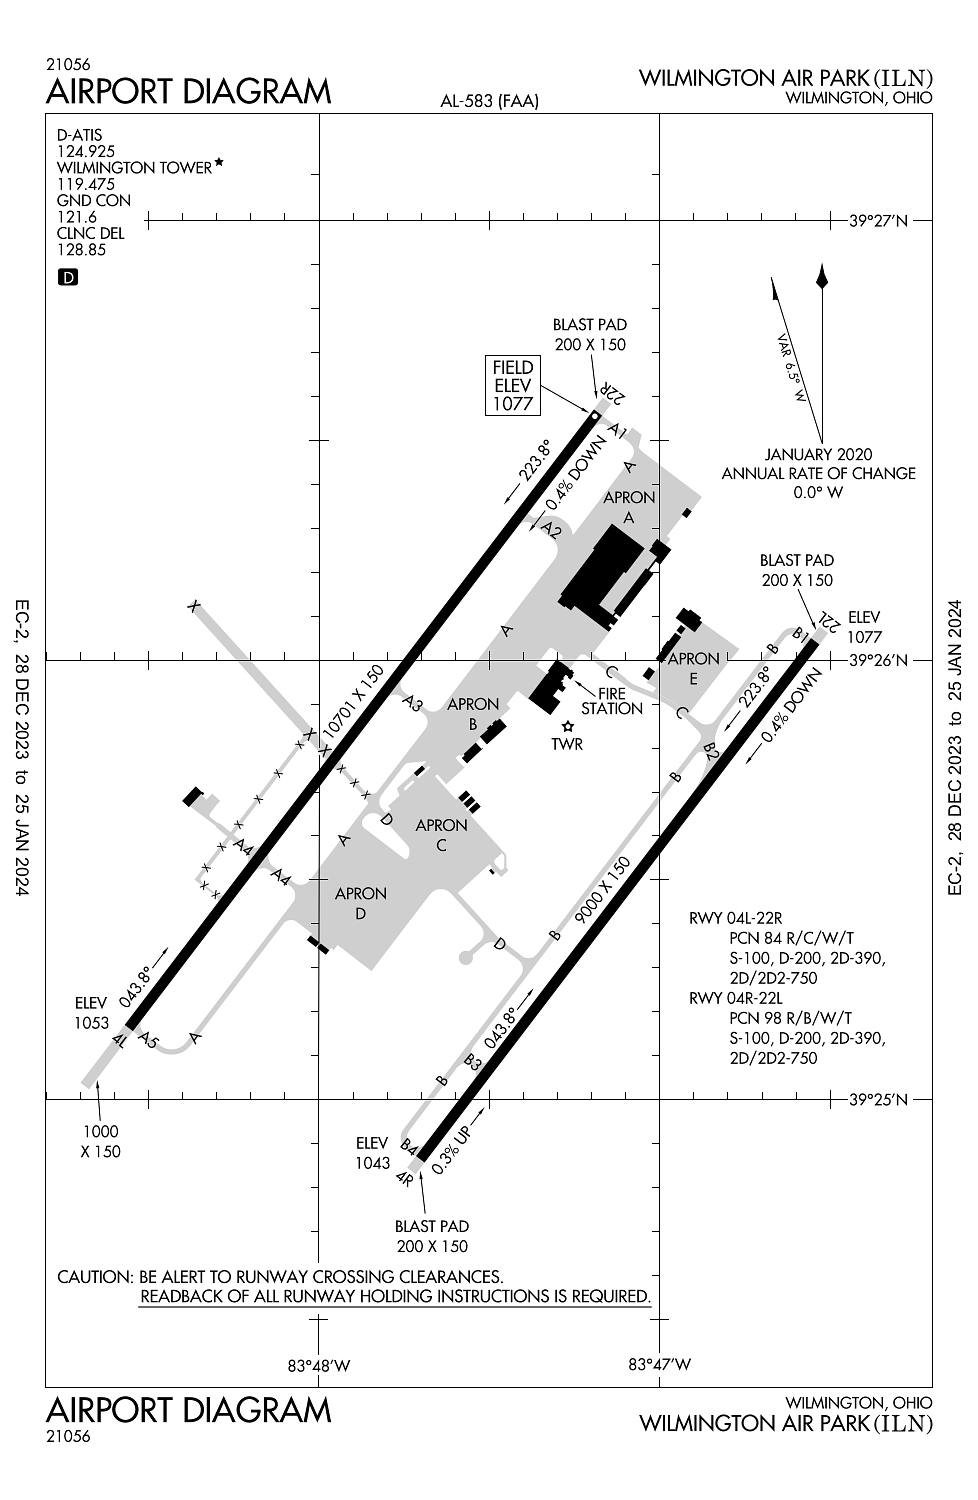 21056
AIRPORT DIAGRAM
AL-583 (FAA)
WILMINGTON AIR PARK (ILN)
WILMINGTON, OHIO
D-ATIS
124.925
WILMINGTON TOWER★
119.475
GND CON
121.6
CLNC DEL
128.85
D
39°27'N
VAR 6.5° W
JANUARY 2020
ANNUAL RATE OF CHANGE
0.0° W
BLAST PAD
200 X 150
FIELD
ELEV
1077
22R
A1
A
223.8°
0.4% DOWN
APRON
A
A2
BLAST PAD
200 X 150
22L
ELEV
1077
B1
B
39°26'N
X
A
C
APRON
E
223.8°
0.4% DOWN
10701 X 150
A3
APRON
B
FIRE
STATION
TWR
C
B2
B
X
X
X
X
X
X
X
X
X
X
X
X
X
X
D
A
A4
A4
APRON
C
APRON
D
9000 X 150
B
D
RWY 04L-22R
PCN 84 R/C/W/T
S-100, D-200, 2D-390,
2D/2D2-750
RWY 04R-22L
PCN 98 R/B/W/T
S-100, D-200, 2D-390,
2D/2D2-750
043.8°
ELEV
1053
4L
A5
A
043.8°
B3
B
39°25'N
1000
X 150
ELEV
1043
B4
4R
0.3% UP
BLAST PAD
200 X 150
CAUTION: BE ALERT TO RUNWAY CROSSING CLEARANCES.
READBACK OF ALL RUNWAY HOLDING INSTRUCTIONS IS REQUIRED.
83°48'W
83°47'W
EC-2, 28 DEC 2023 to 25 JAN 2024
EC-2, 28 DEC 2023 to 25 JAN 2024
AIRPORT DIAGRAM
21056
WILMINGTON, OHIO
WILMINGTON AIR PARK (ILN)